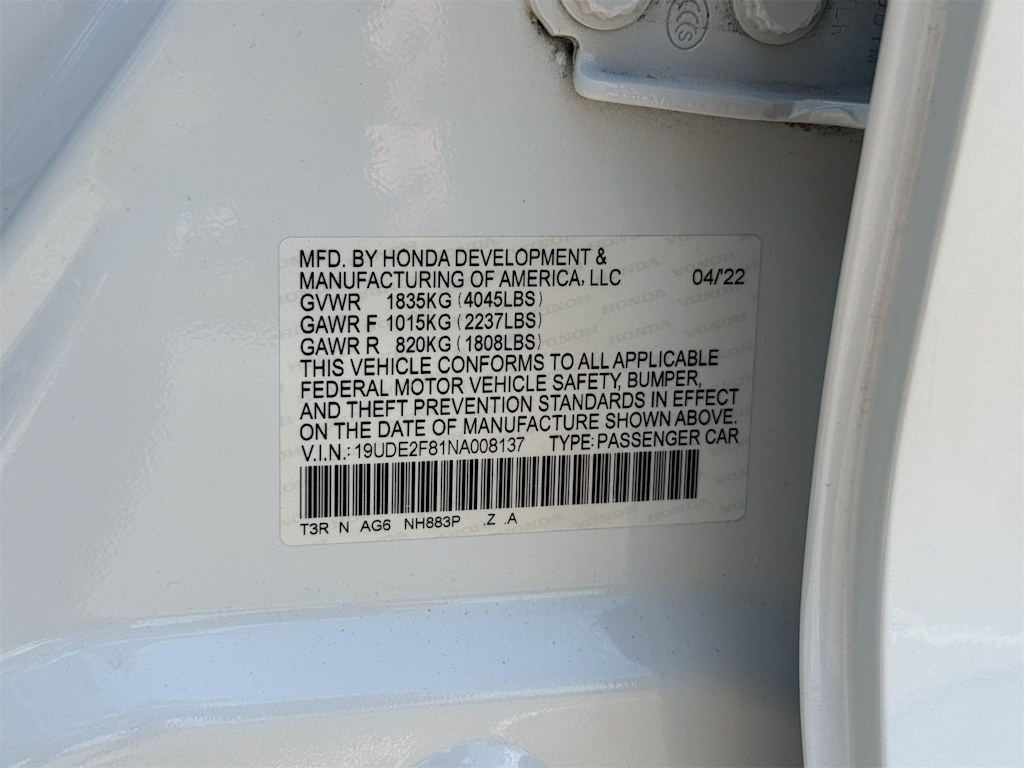 MFD. BY HONDA DEVELOPMENT &
MANUFACTURING OF AMERICA, LLC 04/'22
GVWR 1835KG (4045LBS)
GAWR F 1015KG (2237LBS)
GAWR R 820KG (1808LBS)
THIS VEHICLE CONFORMS TO ALL APPLICABLE
FEDERAL MOTOR VEHICLE SAFETY, BUMPER,
AND THEFT PREVENTION STANDARDS IN EFFECT
ON THE DATE OF MANUFACTURE SHOWN ABOVE.
V.I.N.: 19UDE2F81NA008137 TYPE: PASSENGER CAR
T3R N AG6 NH883P .Z .A